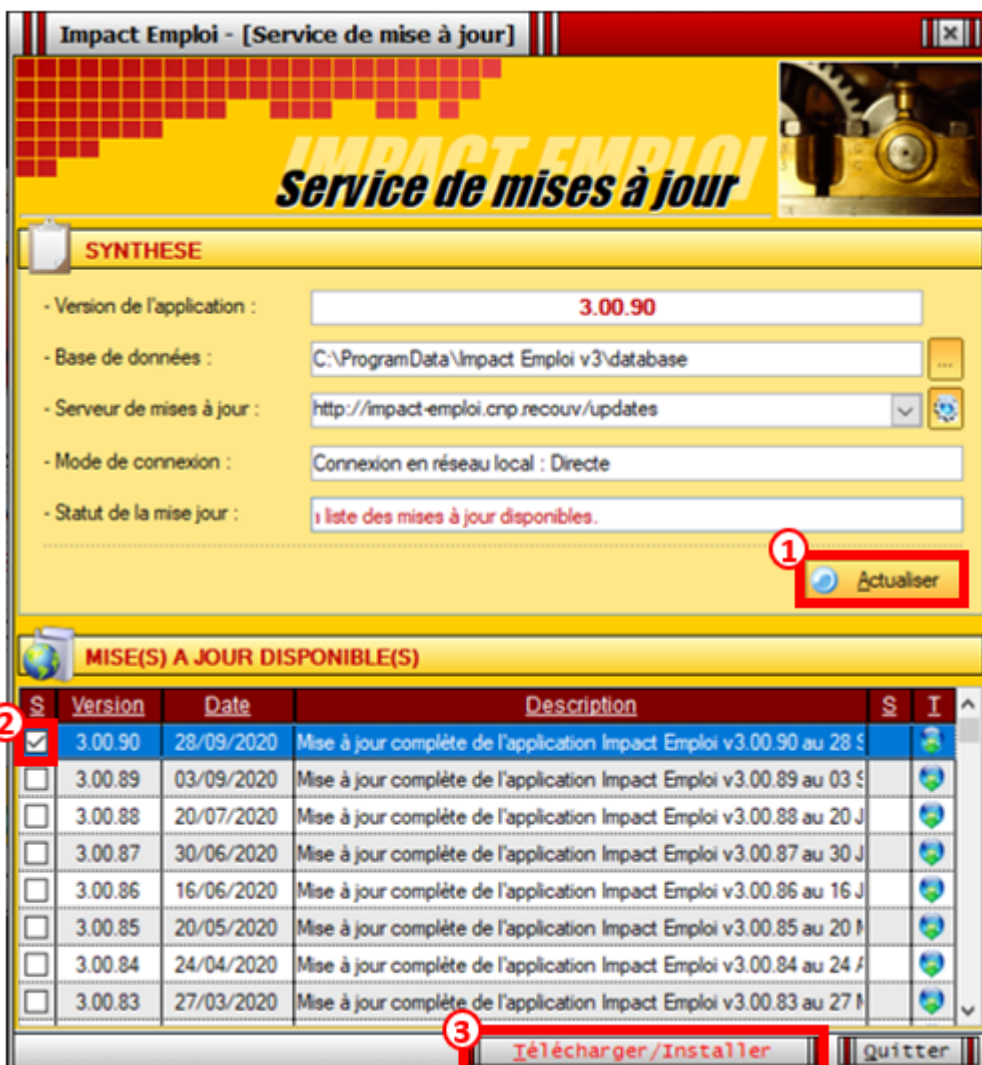 Impact Emploi - [Service de mise à jour]
IMPACT EMPLOI
Service de mises à jour
SYNTHESE
- Version de l'application : 3.00.90
- Base de données : C:\ProgramData\Impact Emploi v3\database ...
- Serveur de mises à jour : http://impact-emploi.cnp.recouv/updates
- Mode de connexion : Connexion en réseau local : Directe
- Statut de la mise jour : liste des mises à jour disponibles.
1
Actualiser
MISE(S) A JOUR DISPONIBLE(S)
S Version Date Description S T
2
3.00.90 28/09/2020 Mise à jour complète de l'application Impact Emploi v3.00.90 au 28 S
3.00.89 03/09/2020 Mise à jour complète de l'application Impact Emploi v3.00.89 au 03 S
3.00.88 20/07/2020 Mise à jour complète de l'application Impact Emploi v3.00.88 au 20 J
3.00.87 30/06/2020 Mise à jour complète de l'application Impact Emploi v3.00.87 au 30 J
3.00.86 16/06/2020 Mise à jour complète de l'application Impact Emploi v3.00.86 au 16 J
3.00.85 20/05/2020 Mise à jour complète de l'application Impact Emploi v3.00.85 au 20 M
3.00.84 24/04/2020 Mise à jour complète de l'application Impact Emploi v3.00.84 au 24 A
3.00.83 27/03/2020 Mise à jour complète de l'application Impact Emploi v3.00.83 au 27 M
3
Télécharger/Installer Quitter